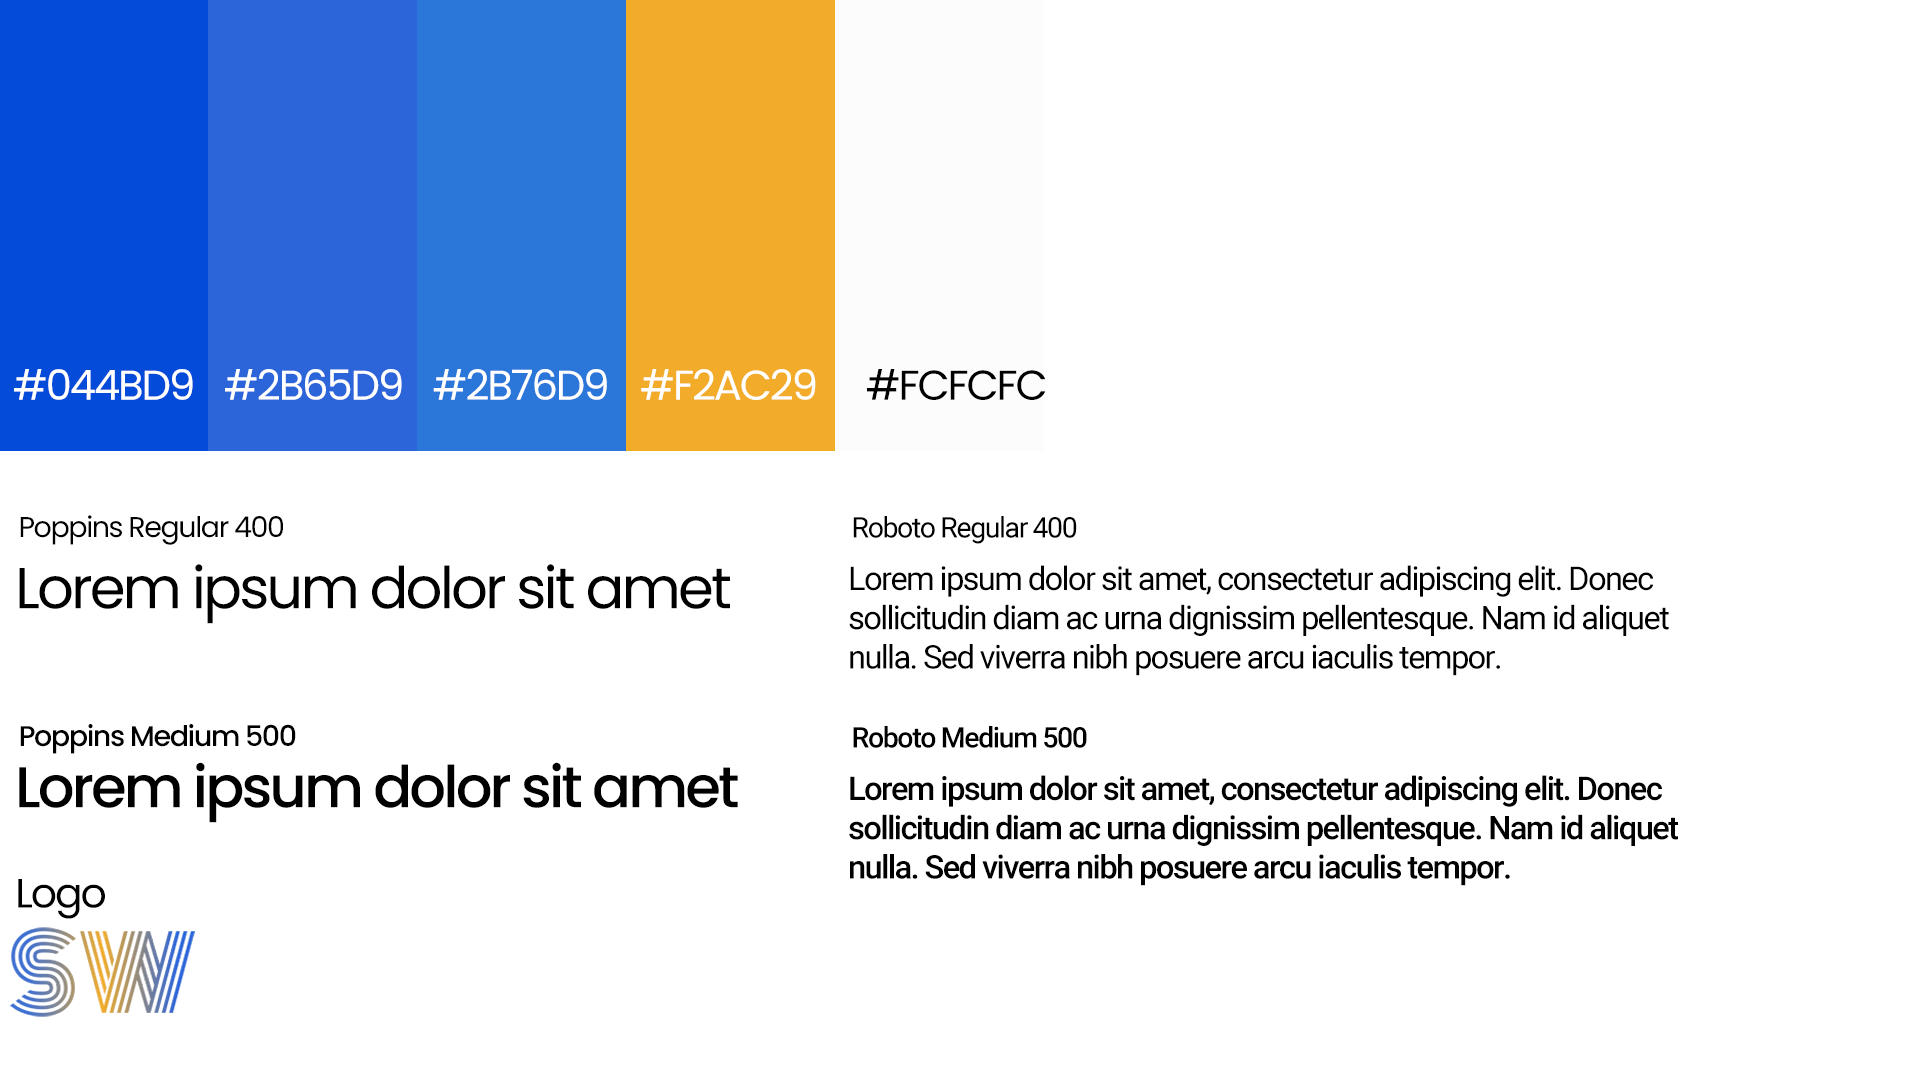 #044BD9
#2B65D9
#2B76D9
#F2AC29
#FCFCFC
Poppins Regular 400
Lorem ipsum dolor sit amet
Poppins Medium 500
Lorem ipsum dolor sit amet
Roboto Regular 400
Lorem ipsum dolor sit amet, consectetur adipiscing elit. Donec
sollicitudin diam ac urna dignissim pellentesque. Nam id aliquet
nulla. Sed viverra nibh posuere arcu iaculis tempor.
Roboto Medium 500
Lorem ipsum dolor sit amet, consectetur adipiscing elit. Donec
sollicitudin diam ac urna dignissim pellentesque. Nam id aliquet
nulla. Sed viverra nibh posuere arcu iaculis tempor.
Logo
SW